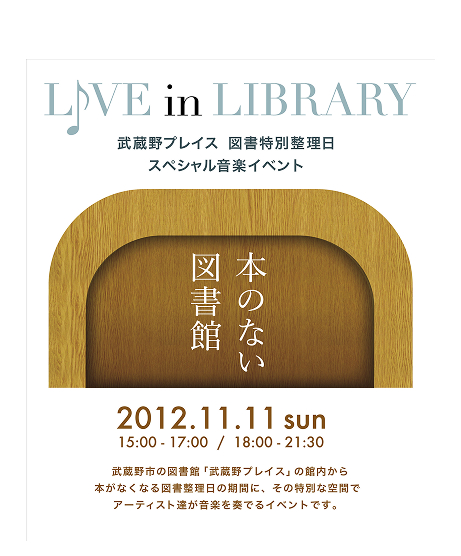 LIVE in LIBRARY
武蔵野プレイス 図書特別整理日
スペシャル音楽イベント
本のない
図書館
2012.11.11 sun
15:00 - 17:00 / 18:00 - 21:30
武蔵野市の図書館「武蔵野プレイス」の館内から
本がなくなる図書整理日の期間に、その特別な空間で
アーティスト達が音楽を奏でるイベントです。